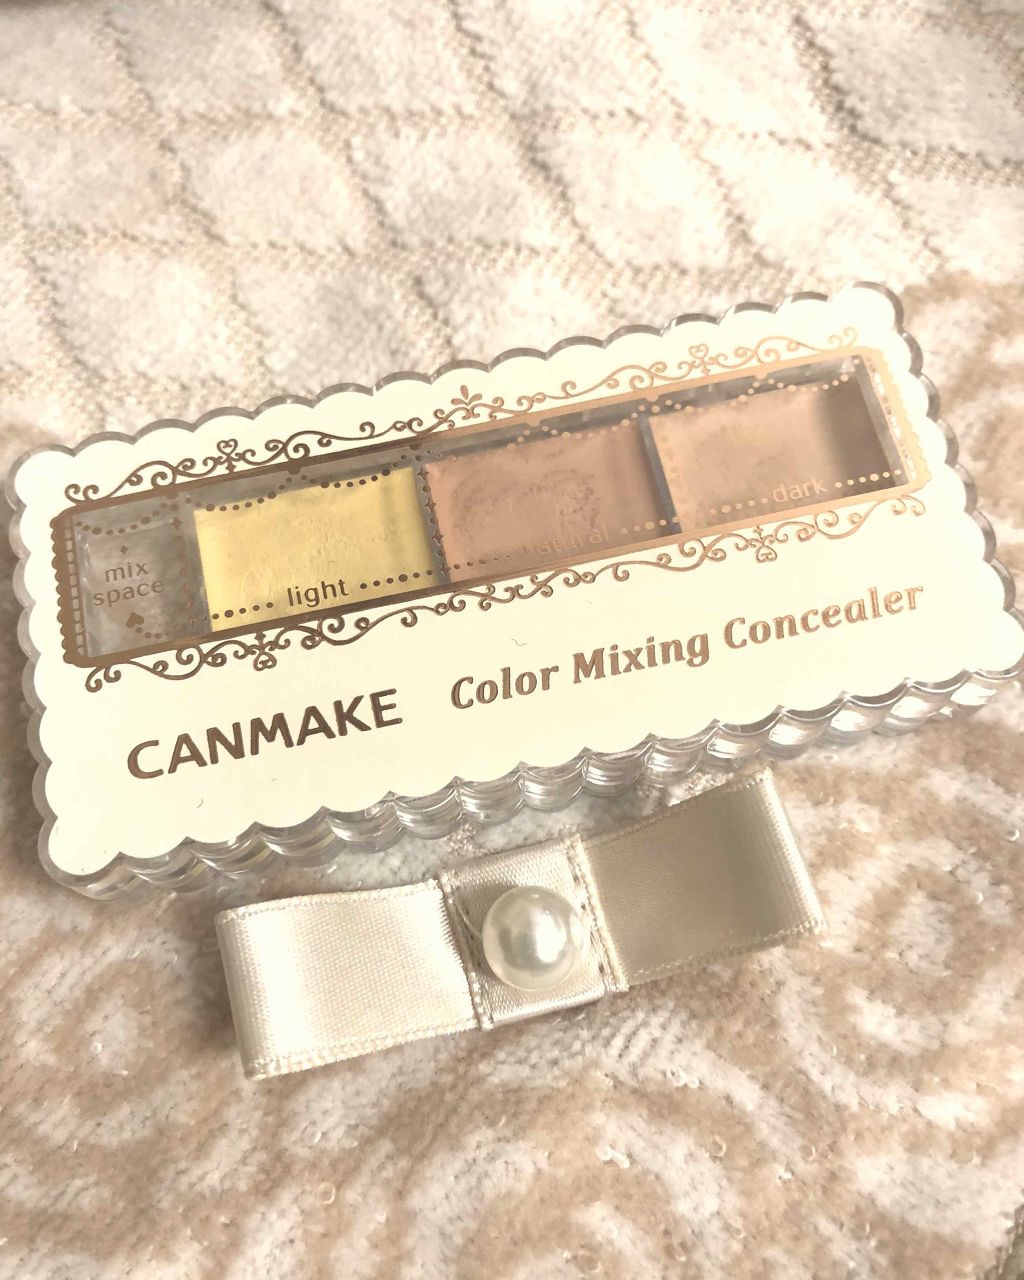 mix
space
light
natural
dark
CANMAKE
Color Mixing Concealer